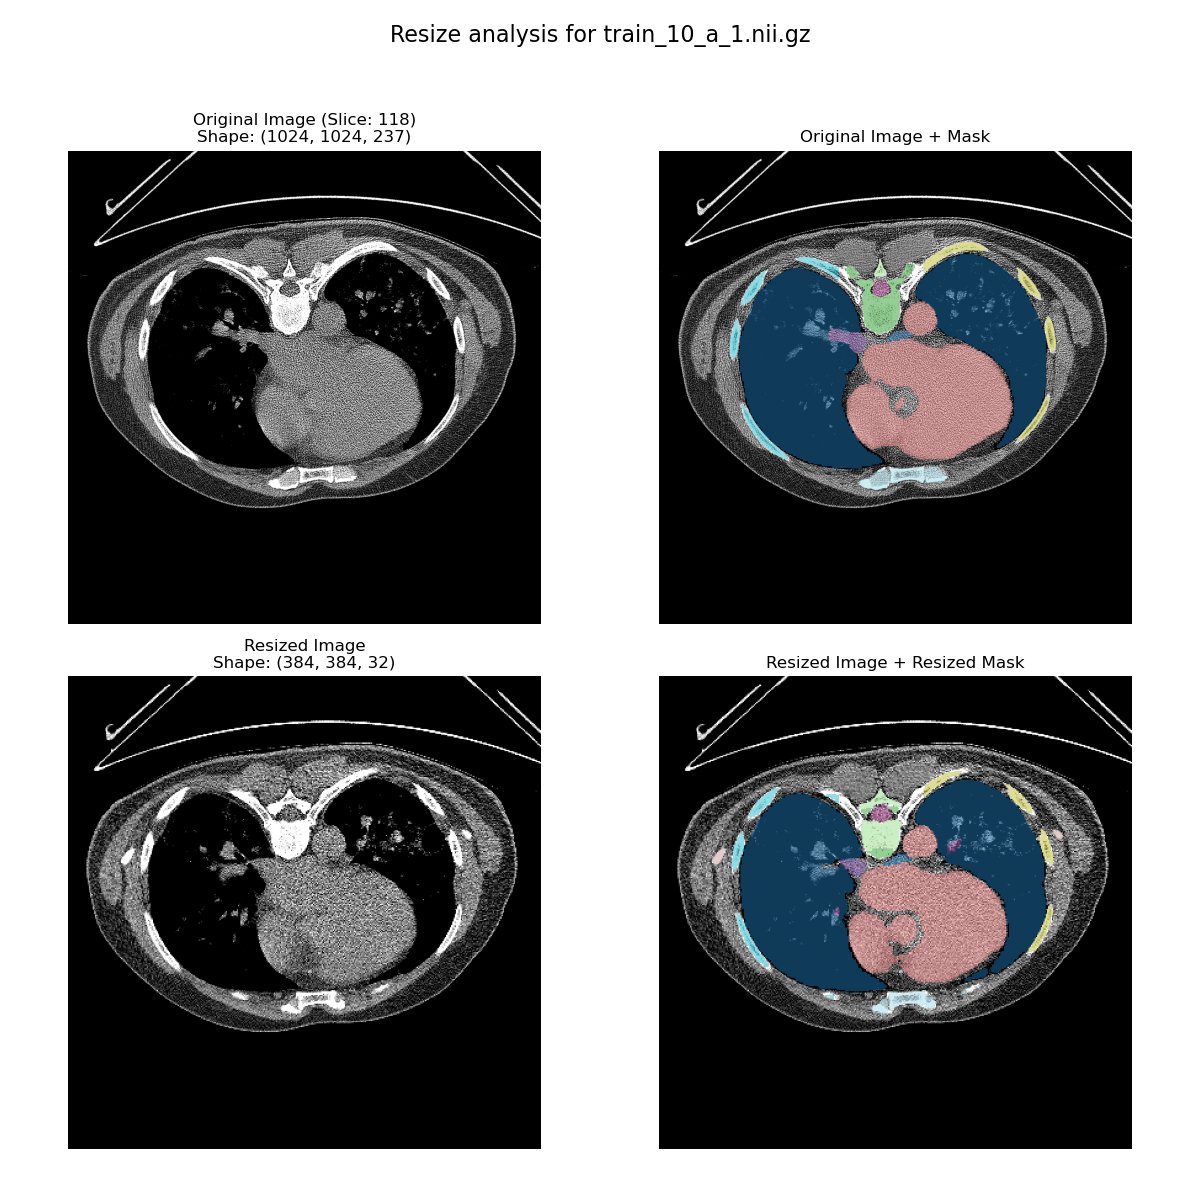 Resize analysis for train_10_a_1.nii.gz
Original Image (Slice: 118)
Shape: (1024, 1024, 237)
Original Image + Mask
Resized Image
Shape: (384, 384, 32)
Resized Image + Resized Mask